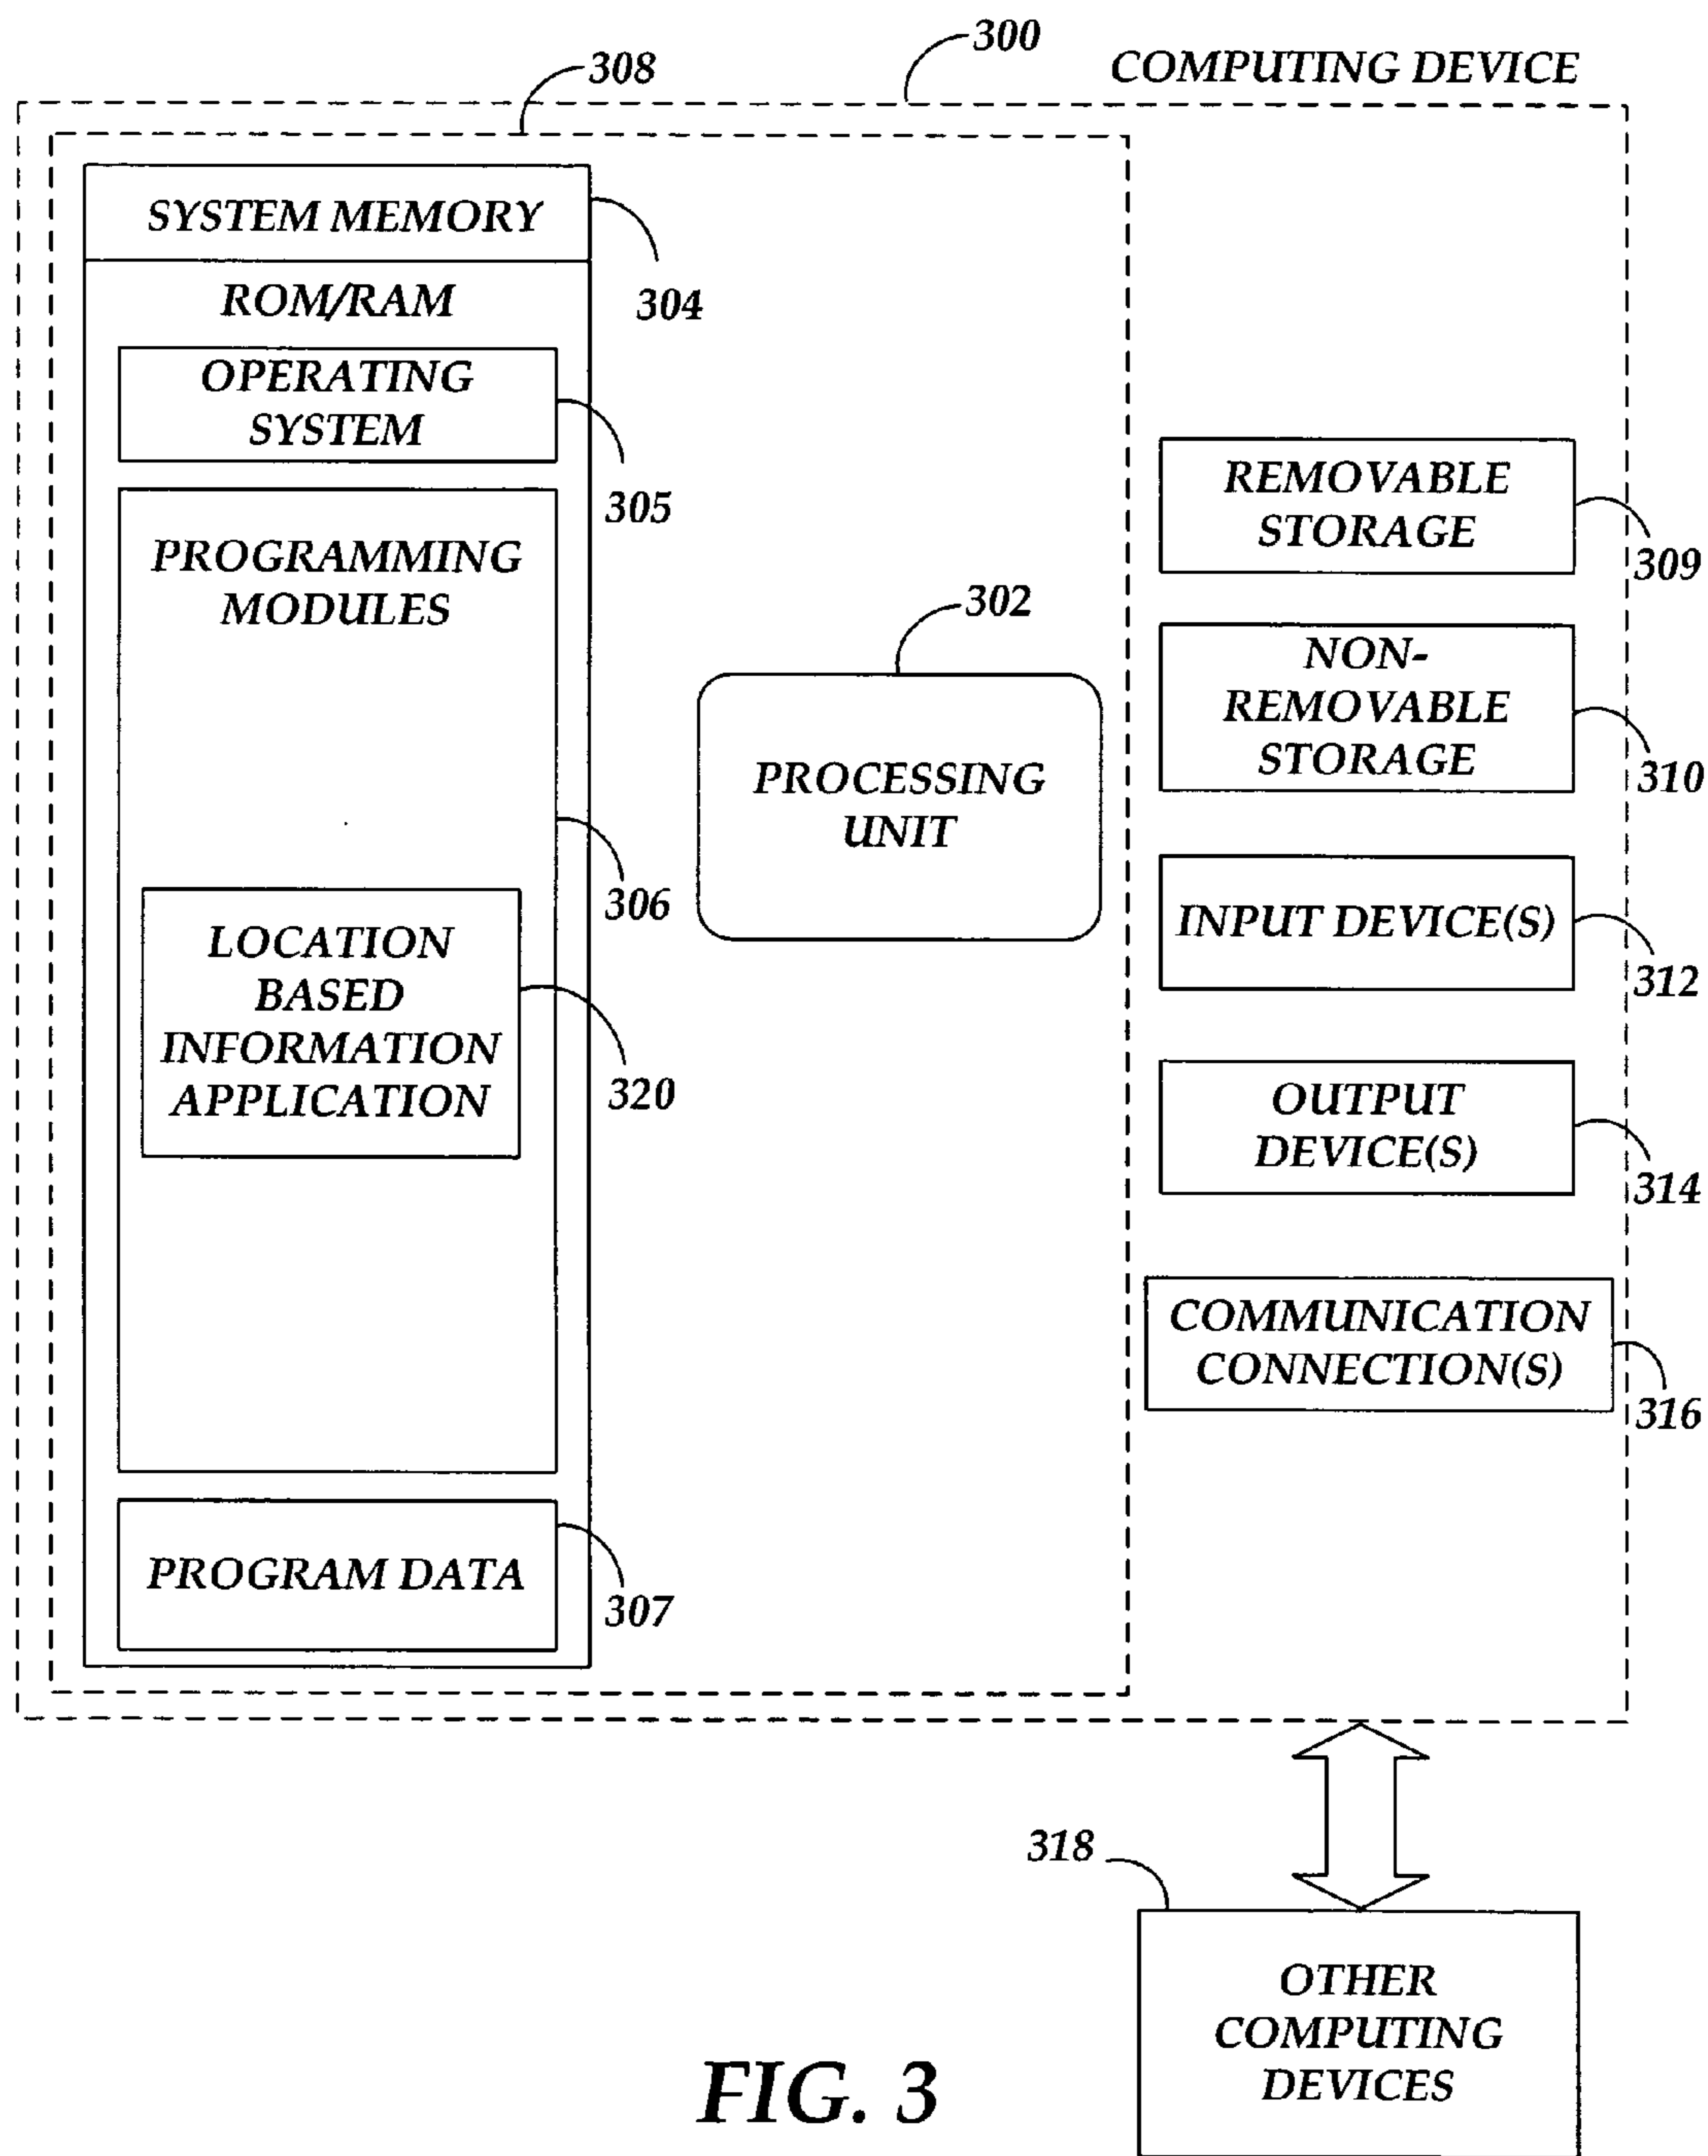 300
COMPUTING DEVICE
308
SYSTEM MEMORY
304
ROM/RAM
OPERATING
SYSTEM
305
PROGRAMMING
MODULES
306
LOCATION
BASED
INFORMATION
APPLICATION
320
PROGRAM DATA
307
302
PROCESSING
UNIT
REMOVABLE
STORAGE
309
NON-
REMOVABLE
STORAGE
310
INPUT DEVICE(S)
312
OUTPUT
DEVICE(S)
314
COMMUNICATION
CONNECTION(S)
316
318
OTHER
COMPUTING
DEVICES
FIG. 3